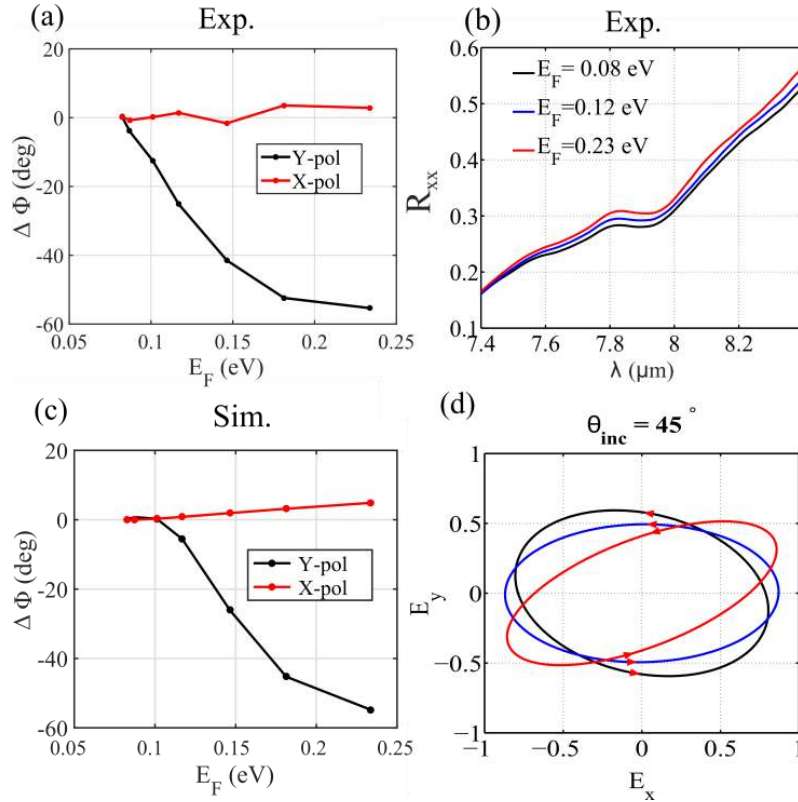 (a) Exp.
20
0
-20
-40
-60
Δ Φ (deg)
Y-pol
X-pol
0.05 0.1 0.15 0.2 0.25
E_F (eV)
(b) Exp.
0.6
0.5
0.4
0.3
0.2
0.1
R_xx
E_F= 0.08 eV
E_F=0.12 eV
E_F=0.23 eV
7.4 7.6 7.8 8 8.2
λ (μm)
(c) Sim.
20
0
-20
-40
-60
Δ Φ (deg)
Y-pol
X-pol
0.05 0.1 0.15 0.2 0.25
E_F (eV)
(d)
θ_inc = 45 °
1
0.5
0
−0.5
−1
E_y
−1 −0.5 0 0.5 1
E_x